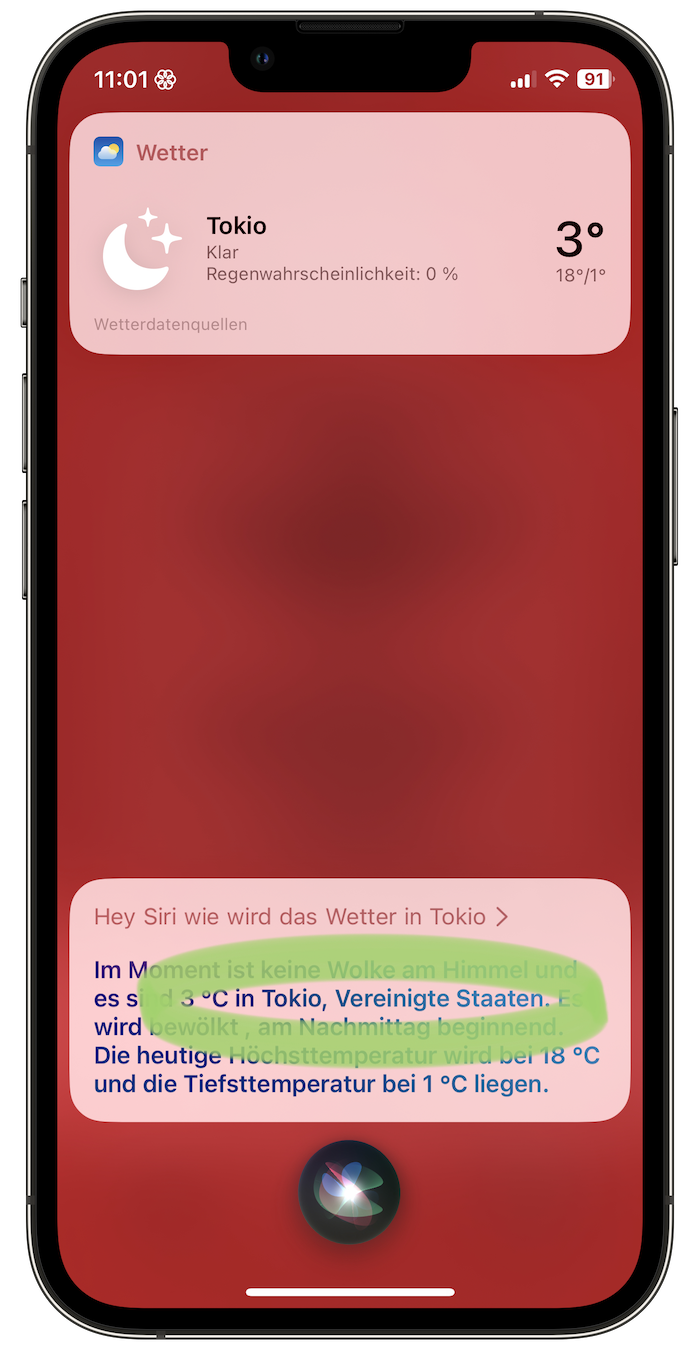 11:01
91
Wetter
Tokio
3°
Klar
Regenwahrscheinlichkeit: 0 %
18°/1°
Wetterdatenquellen
Hey Siri wie wird das Wetter in Tokio
Im Moment ist keine Wolke am Himmel und
es sind 3 °C in Tokio, Vereinigte Staaten. Es
wird bewölkt , am Nachmittag beginnend.
Die heutige Höchsttemperatur wird bei 18 °C
und die Tiefsttemperatur bei 1 °C liegen.